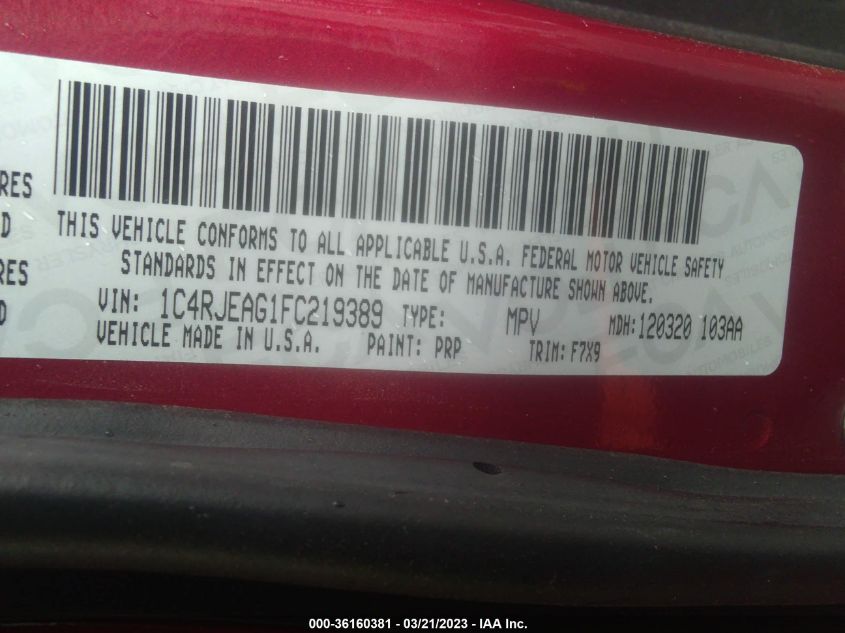 RES
D
RES
D
THIS VEHICLE CONFORMS TO ALL APPLICABLE U.S.A. FEDERAL MOTOR VEHICLE SAFETY
STANDARDS IN EFFECT ON THE DATE OF MANUFACTURE SHOWN ABOVE.
VIN: 1C4RJEAG1FC219389 TYPE: MPV MDH: 120320 103AA
VEHICLE MADE IN U.S.A. PAINT: PRP TRIM: F7X9
000-36160381 - 03/21/2023 - © IAA Inc.